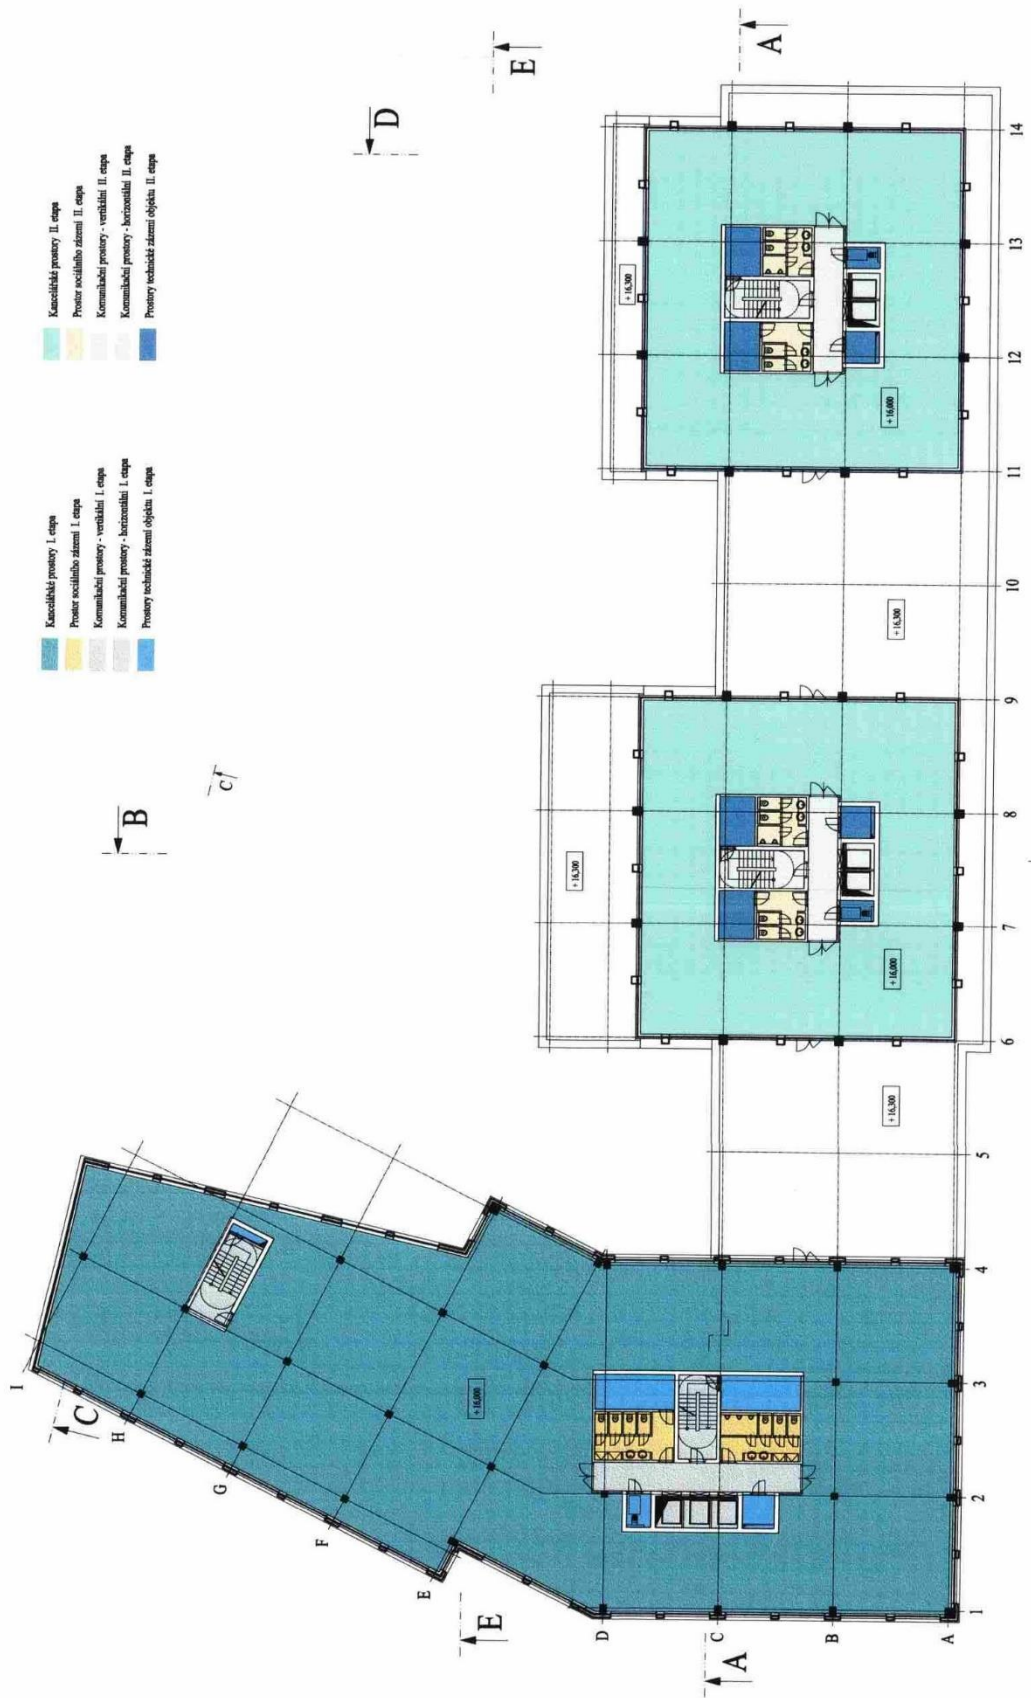 Kancelářské prostory I. etapa
Prostor sociálního zázemí I. etapa
Komunikační prostory - vertikální I. etapa
Komunikační prostory - horizontální I. etapa
Prostory technické zázemí objektu I. etapa
Kancelářské prostory II. etapa
Prostor sociálního zázemí II. etapa
Komunikační prostory - vertikální II. etapa
Komunikační prostory - horizontální II. etapa
Prostory technické zázemí objektu II. etapa
B
D
C
E
A
I
C
H
G
F
E
E
D
C
B
A
A
+16,000
+16,300
+16,300
+16,000
+16,300
+16,300
+16,000
1
2
3
4
5
6
7
8
9
10
11
12
13
14